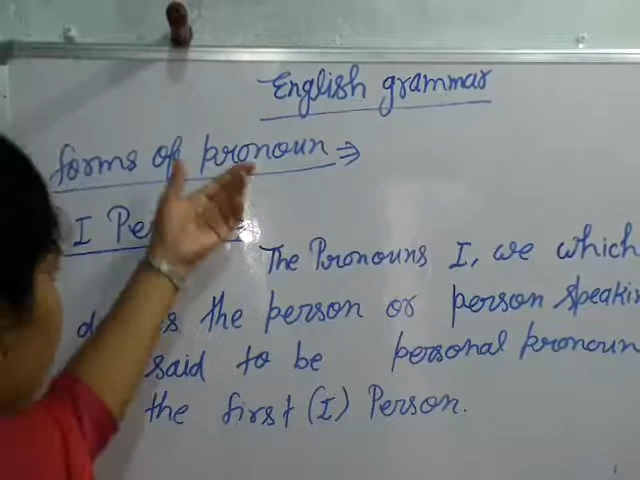 English grammar
forms of pronoun ⇒
I Pe
The Pronouns I, we which
the person or person speakin
said to be personal pronoun
the first (I) Person.